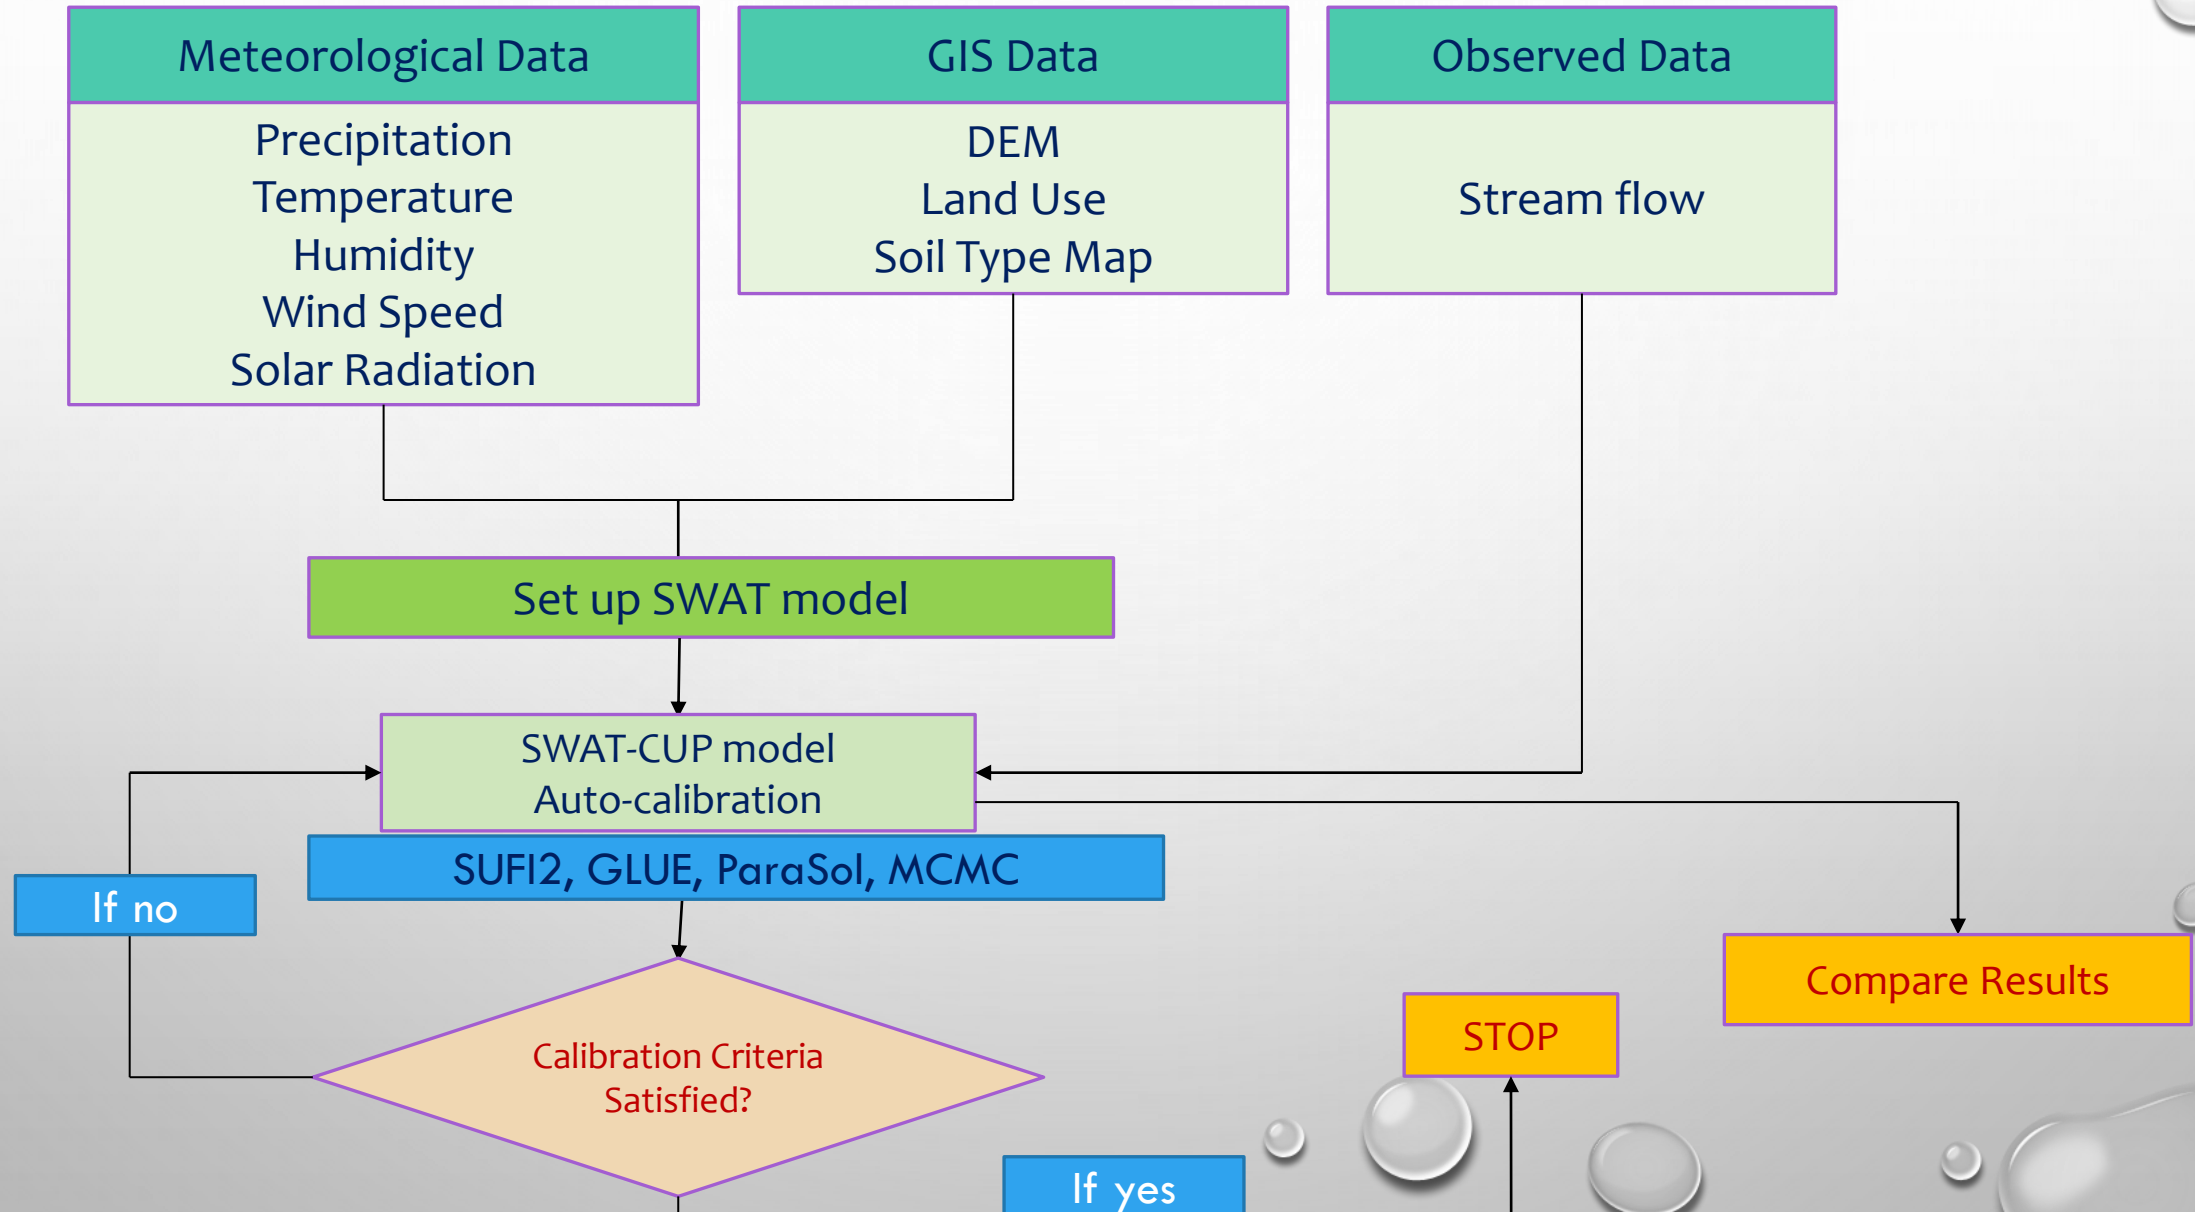 Meteorological Data
Precipitation
Temperature
Humidity
Wind Speed
Solar Radiation
GIS Data
DEM
Land Use
Soil Type Map
Observed Data
Stream flow
Set up SWAT model
SWAT-CUP model
Auto-calibration
SUFI2, GLUE, ParaSol, MCMC
If no
Compare Results
STOP
Calibration Criteria
Satisfied?
If yes